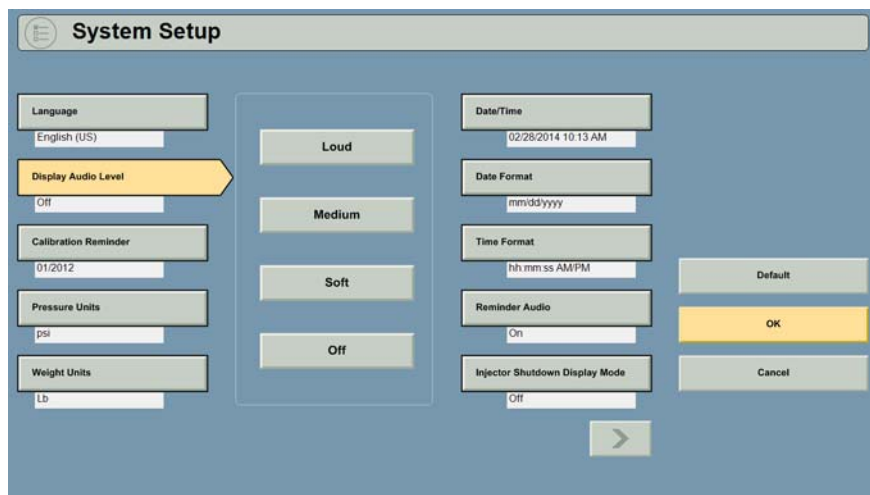 System Setup
Language
English (US)
Display Audio Level
Off
Calibration Reminder
01/2012
Pressure Units
psi
Weight Units
Lb
Loud
Medium
Soft
Off
Date/Time
02/28/2014 10:13 AM
Date Format
mm/dd/yyyy
Time Format
hh:mm:ss AM/PM
Reminder Audio
On
Injector Shutdown Display Mode
Off
Default
OK
Cancel